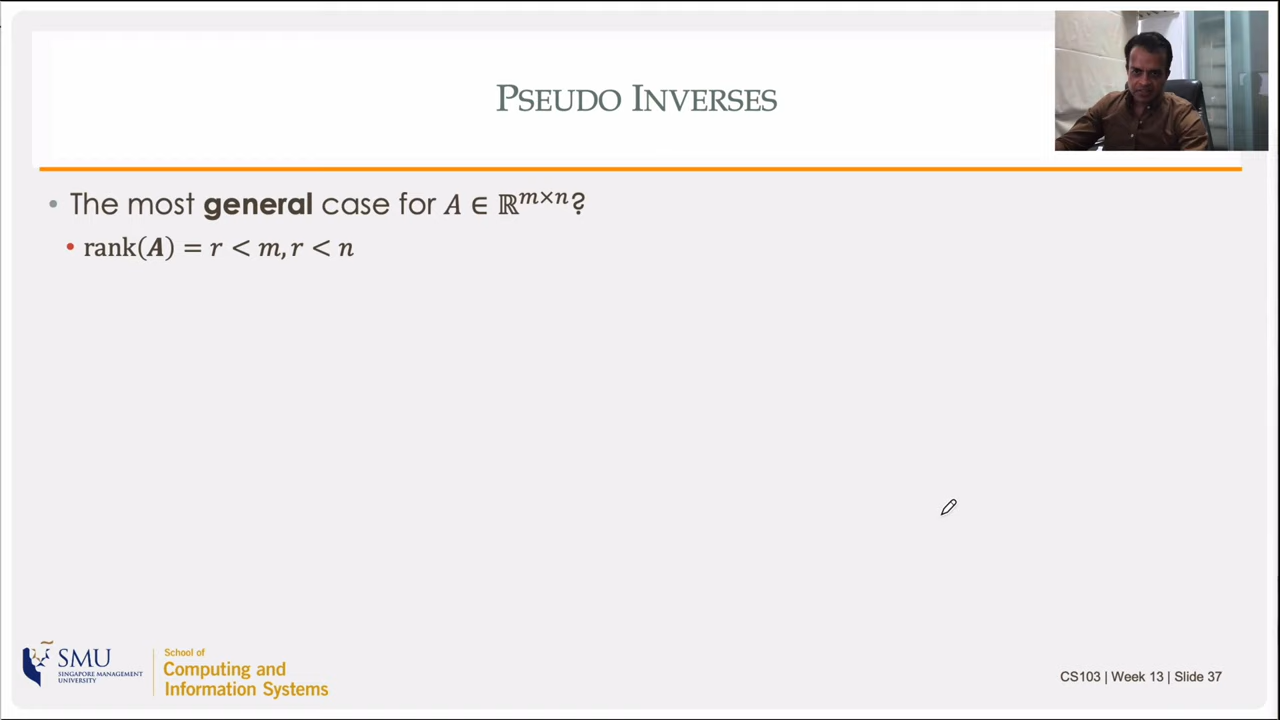 PSEUDO INVERSES
• The most general case for A ∈ ℝ^{m×n}?
• rank(A) = r < m, r < n
SMU
SINGAPORE MANAGEMENT
UNIVERSITY
School of
Computing and
Information Systems
CS103 | Week 13 | Slide 37